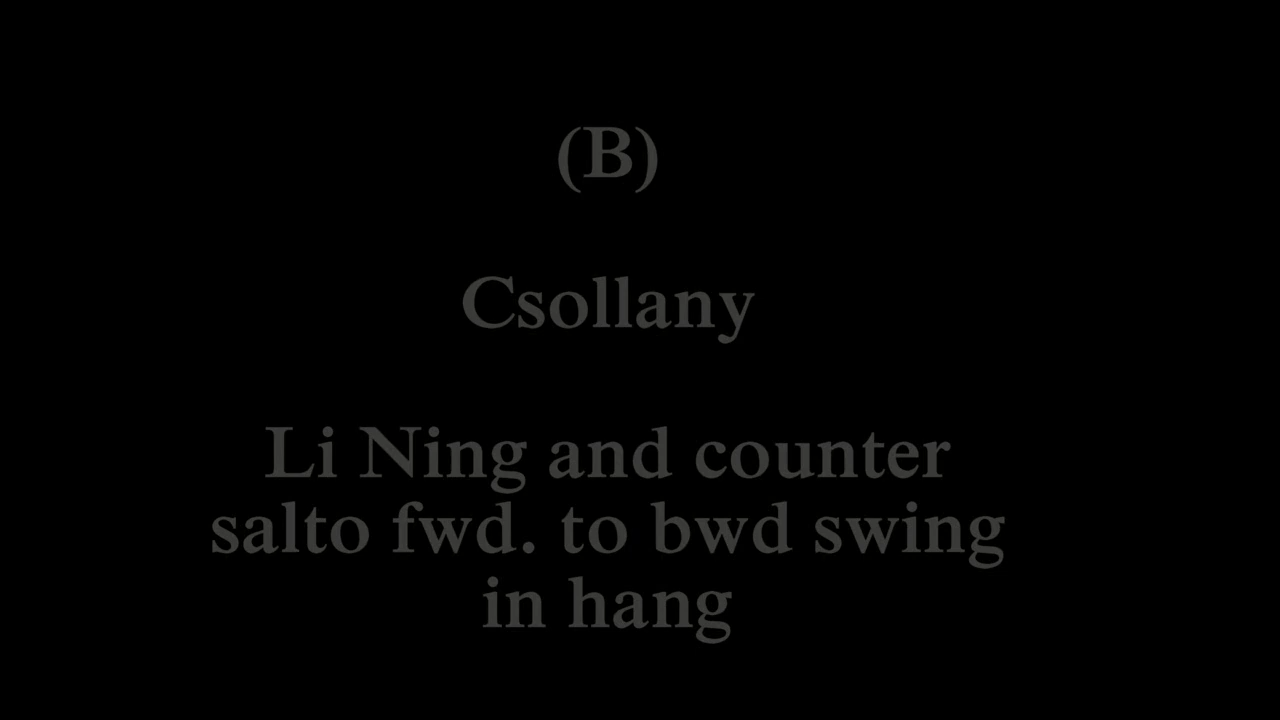 (B)
Csollany
Li Ning and counter
salto fwd. to bwd swing
in hang